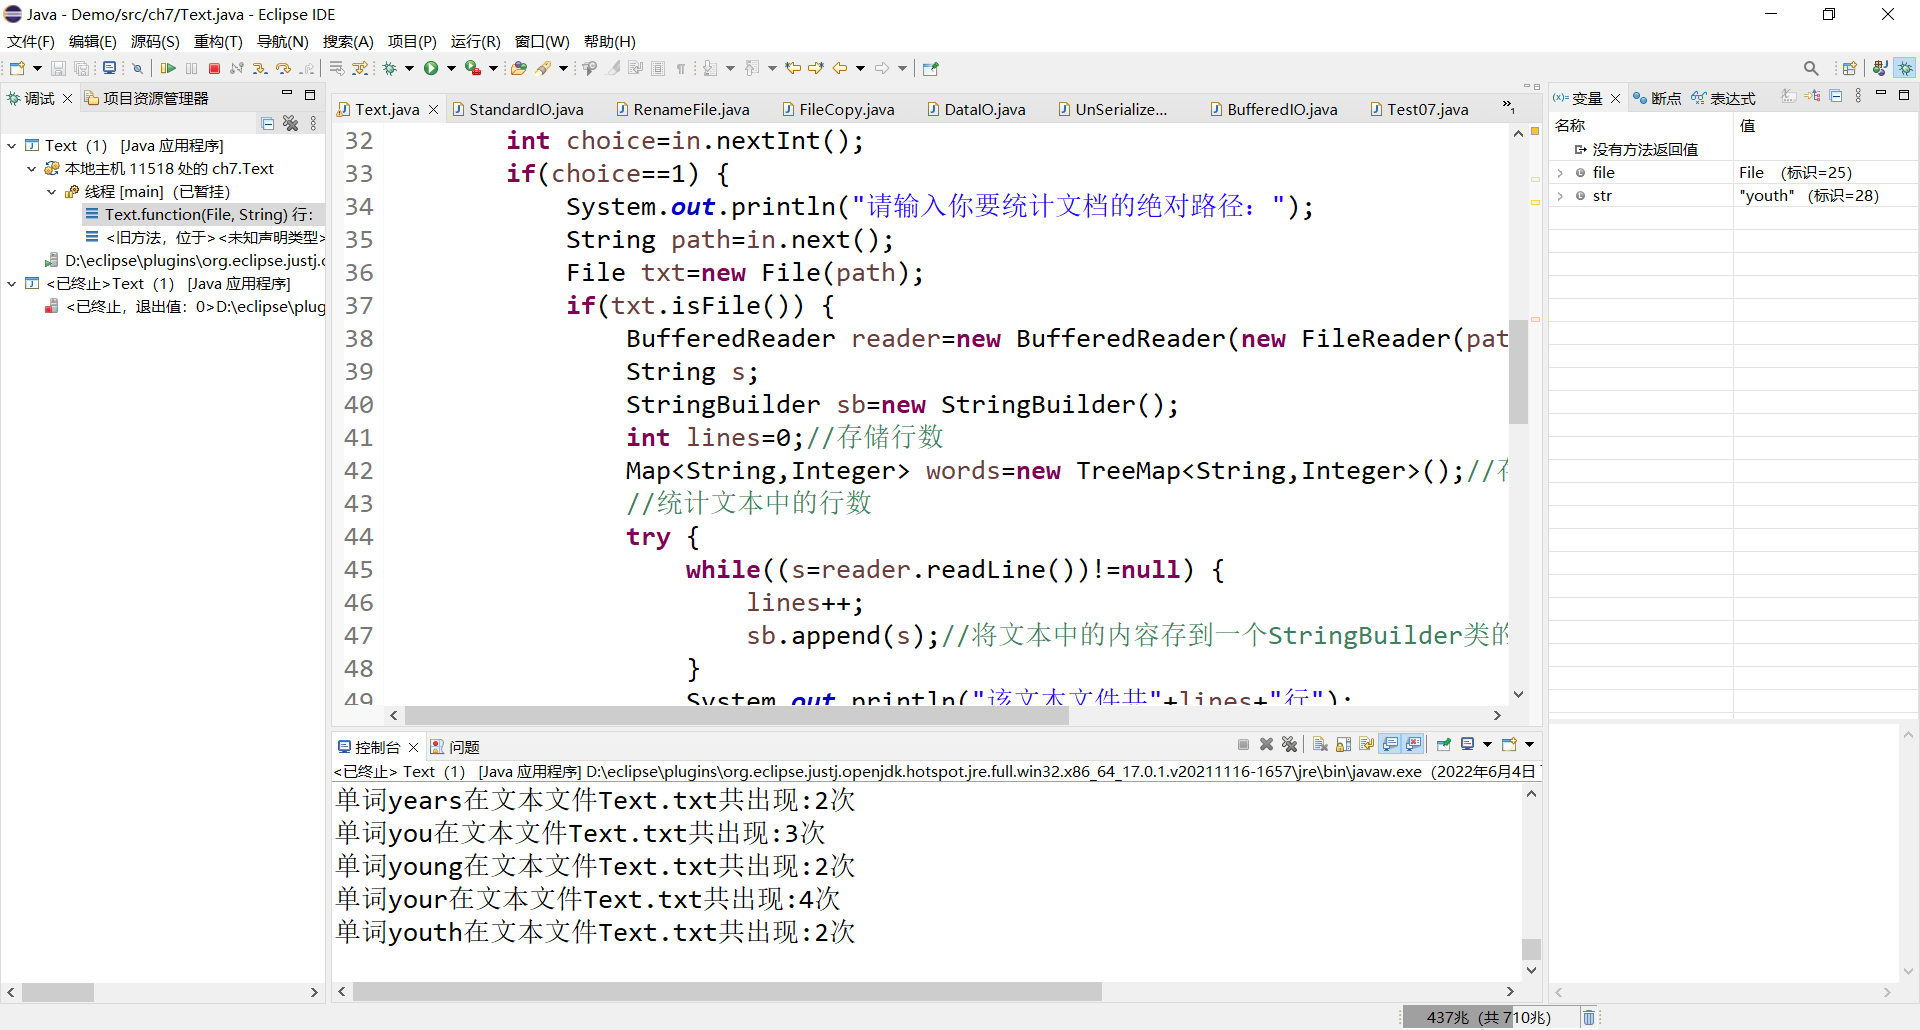 Java - Demo/src/ch7/Text.java - Eclipse IDE
文件(F) 编辑(E) 源码(S) 重构(T) 导航(N) 搜索(A) 项目(P) 运行(R) 窗口(W) 帮助(H)
调试 项目资源管理器
Text（1） [Java 应用程序]
本地主机 11518 处的 ch7.Text
线程 [main]（已暂挂）
Text.function(File, String) 行：
<旧方法，位于><未知声明类型>
D:\eclipse\plugins\org.eclipse.justj.
<已终止>Text（1） [Java 应用程序]
<已终止，退出值：0>D:\eclipse\plug
Text.java StandardIO.java RenameFile.java FileCopy.java DataIO.java UnSerialize... BufferedIO.java Test07.java »1
32 int choice=in.nextInt();
33 if(choice==1) {
34 System.out.println("请输入你要统计文档的绝对路径：");
35 String path=in.next();
36 File txt=new File(path);
37 if(txt.isFile()) {
38 BufferedReader reader=new BufferedReader(new FileReader(pat
39 String s;
40 StringBuilder sb=new StringBuilder();
41 int lines=0;//存储行数
42 Map<String,Integer> words=new TreeMap<String,Integer>();//存
43 //统计文本中的行数
44 try {
45 while((s=reader.readLine())!=null) {
46 lines++;
47 sb.append(s);//将文本中的内容存到一个StringBuilder类的
48 }
49 System.out.println("该文本文件共"+lines+"行");
(x)= 变量 断点 表达式
名称 值
没有方法返回值
file File （标识=25）
str "youth" （标识=28）
控制台 问题
<已终止> Text（1） [Java 应用程序] D:\eclipse\plugins\org.eclipse.justj.openjdk.hotspot.jre.full.win32.x86_64_17.0.1.v20211116-1657\jre\bin\javaw.exe（2022年6月4日
单词years在文本文件Text.txt共出现:2次
单词you在文本文件Text.txt共出现:3次
单词young在文本文件Text.txt共出现:2次
单词your在文本文件Text.txt共出现:4次
单词youth在文本文件Text.txt共出现:2次
437兆（共 710兆）